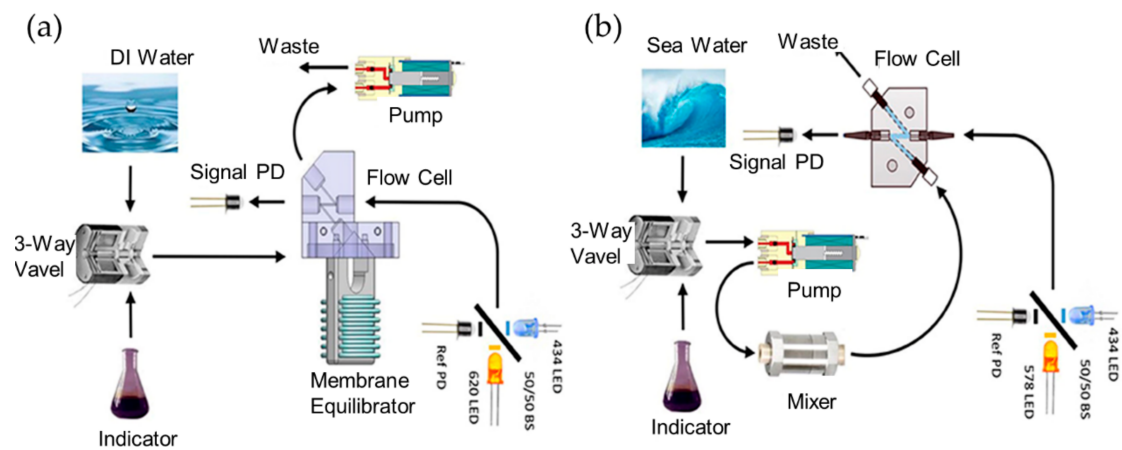 (a)
DI Water
Waste
Pump
Signal PD
Flow Cell
3-Way
Vavel
Indicator
Membrane
Equilibrator
Ref PD
620 LED
50/50 BS
434 LED
(b)
Sea Water
Waste
Flow Cell
Signal PD
3-Way
Vavel
Pump
Mixer
Indicator
Ref PD
578 LED
50/50 BS
434 LED